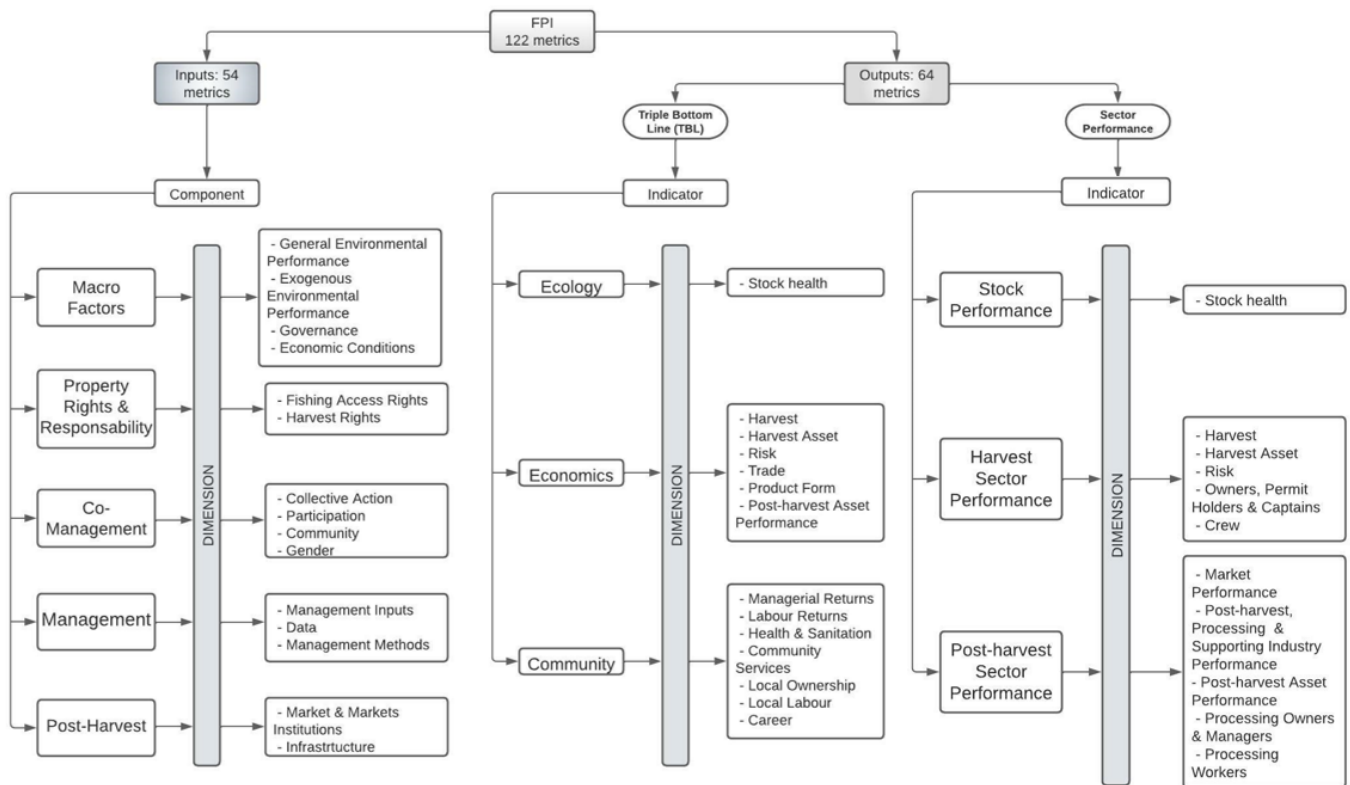 FPI
122 metrics
Inputs: 54
metrics
Outputs: 64
metrics
Triple Bottom
Line (TBL)
Sector
Performance
Component
Indicator
Indicator
Macro
Factors
Property
Rights &
Responsability
Co-
Management
Management
Post-Harvest
DIMENSION
- General Environmental
Performance
- Exogenous
Environmental
Performance
- Governance
- Economic Conditions
- Fishing Access Rights
- Harvest Rights
- Collective Action
- Participation
- Community
- Gender
- Management Inputs
- Data
- Management Methods
- Market & Markets
Institutions
- Infrastrtucture
Ecology
Economics
Community
DIMENSION
- Stock health
- Harvest
- Harvest Asset
- Risk
- Trade
- Product Form
- Post-harvest Asset
Performance
- Managerial Returns
- Labour Returns
- Health & Sanitation
- Community
Services
- Local Ownership
- Local Labour
- Career
Stock
Performance
Harvest
Sector
Performance
Post-harvest
Sector
Performance
DIMENSION
- Stock health
- Harvest
- Harvest Asset
- Risk
- Owners, Permit
Holders & Captains
- Crew
- Market
Performance
- Post-harvest,
Processing &
Supporting Industry
Performance
- Post-harvest Asset
Performance
- Processing Owners
& Managers
- Processing
Workers